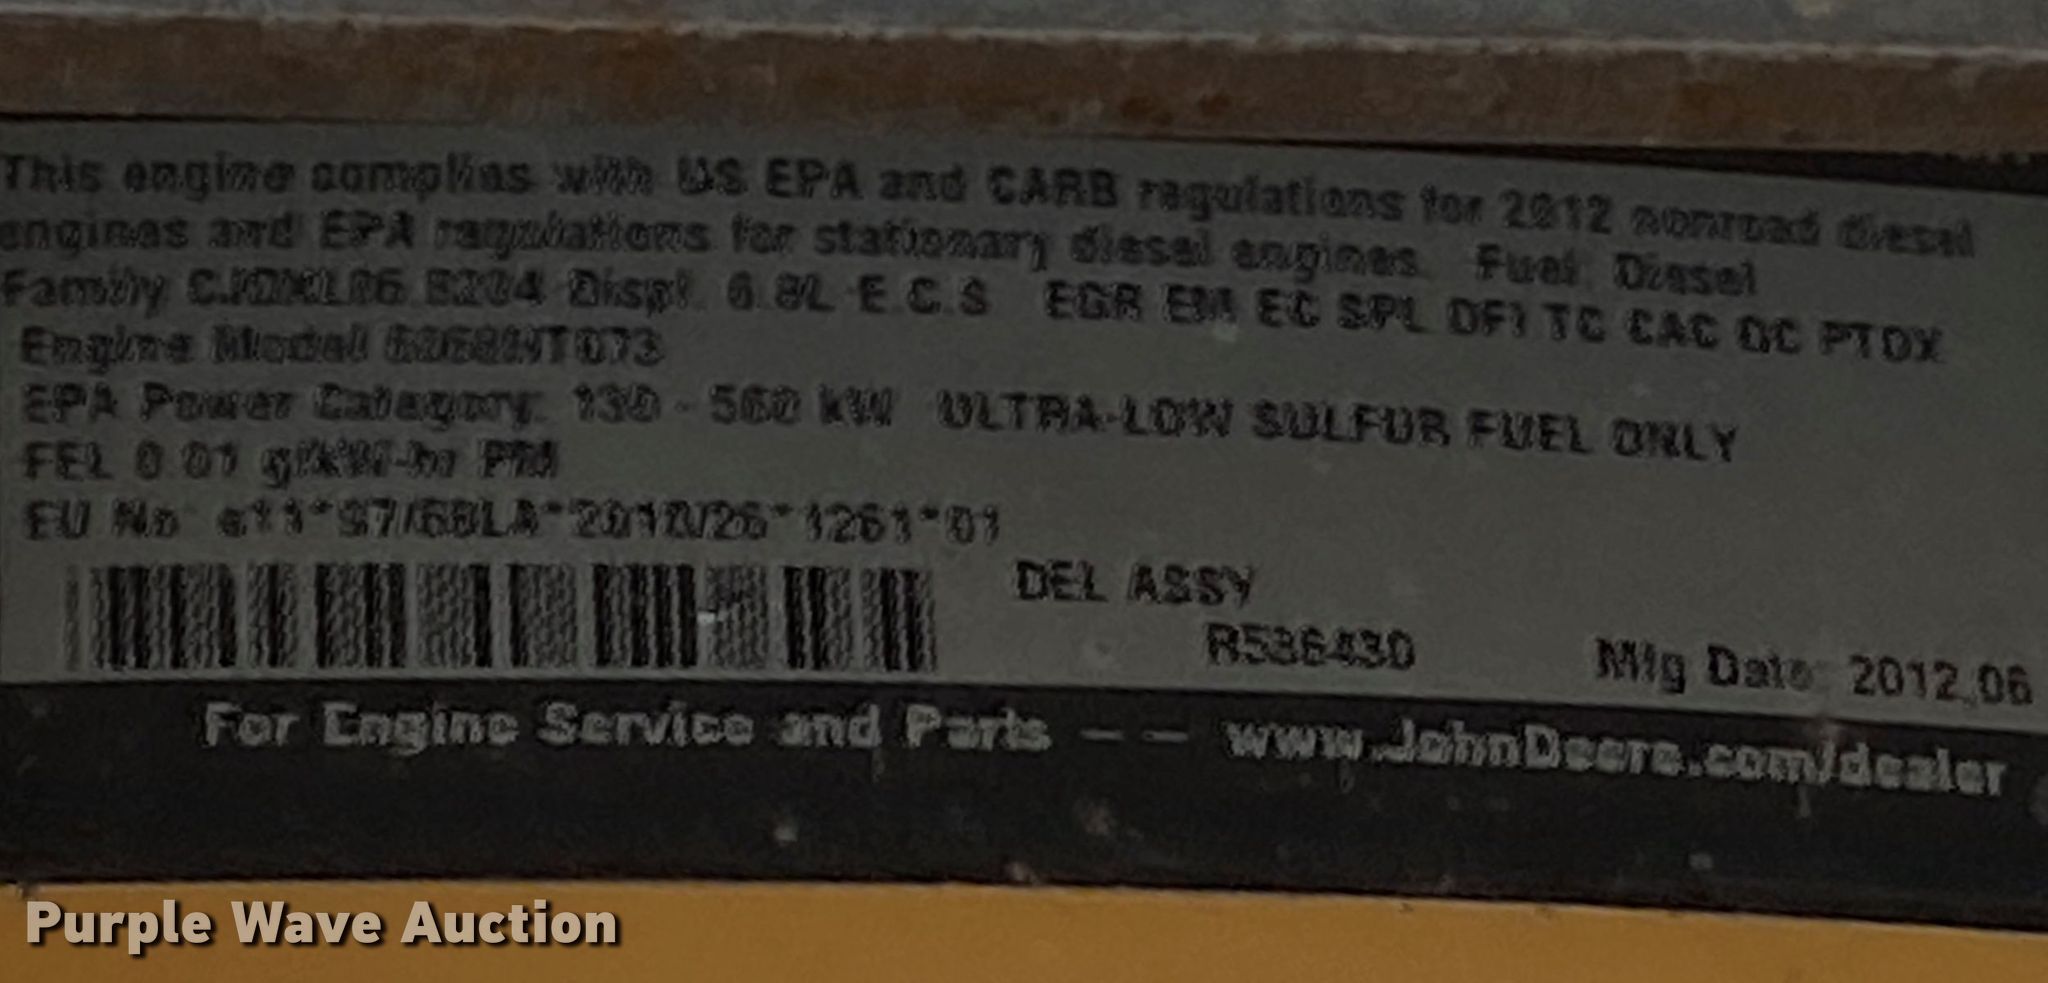 This engine complies with US EPA and CARB regulations for 2012 nonroad diesel
engines and EPA regulations for stationary diesel engines. Fuel: Diesel
Family Displ. 6.8L E.C.S. EGR EM EC SPL DFI TC CAC OC PTOX
Engine Model
EPA Power Category: 130 - 560 kW ULTRA-LOW SULFUR FUEL ONLY
FEL 0.01 g/kW-hr PM
EU No e11*97/68LA*2010/26*1261*01
DEL ASSY
R536430
Mfg Date: 2012.06
For Engine Service and Parts -- www.JohnDeere.com/dealer
Purple Wave Auction